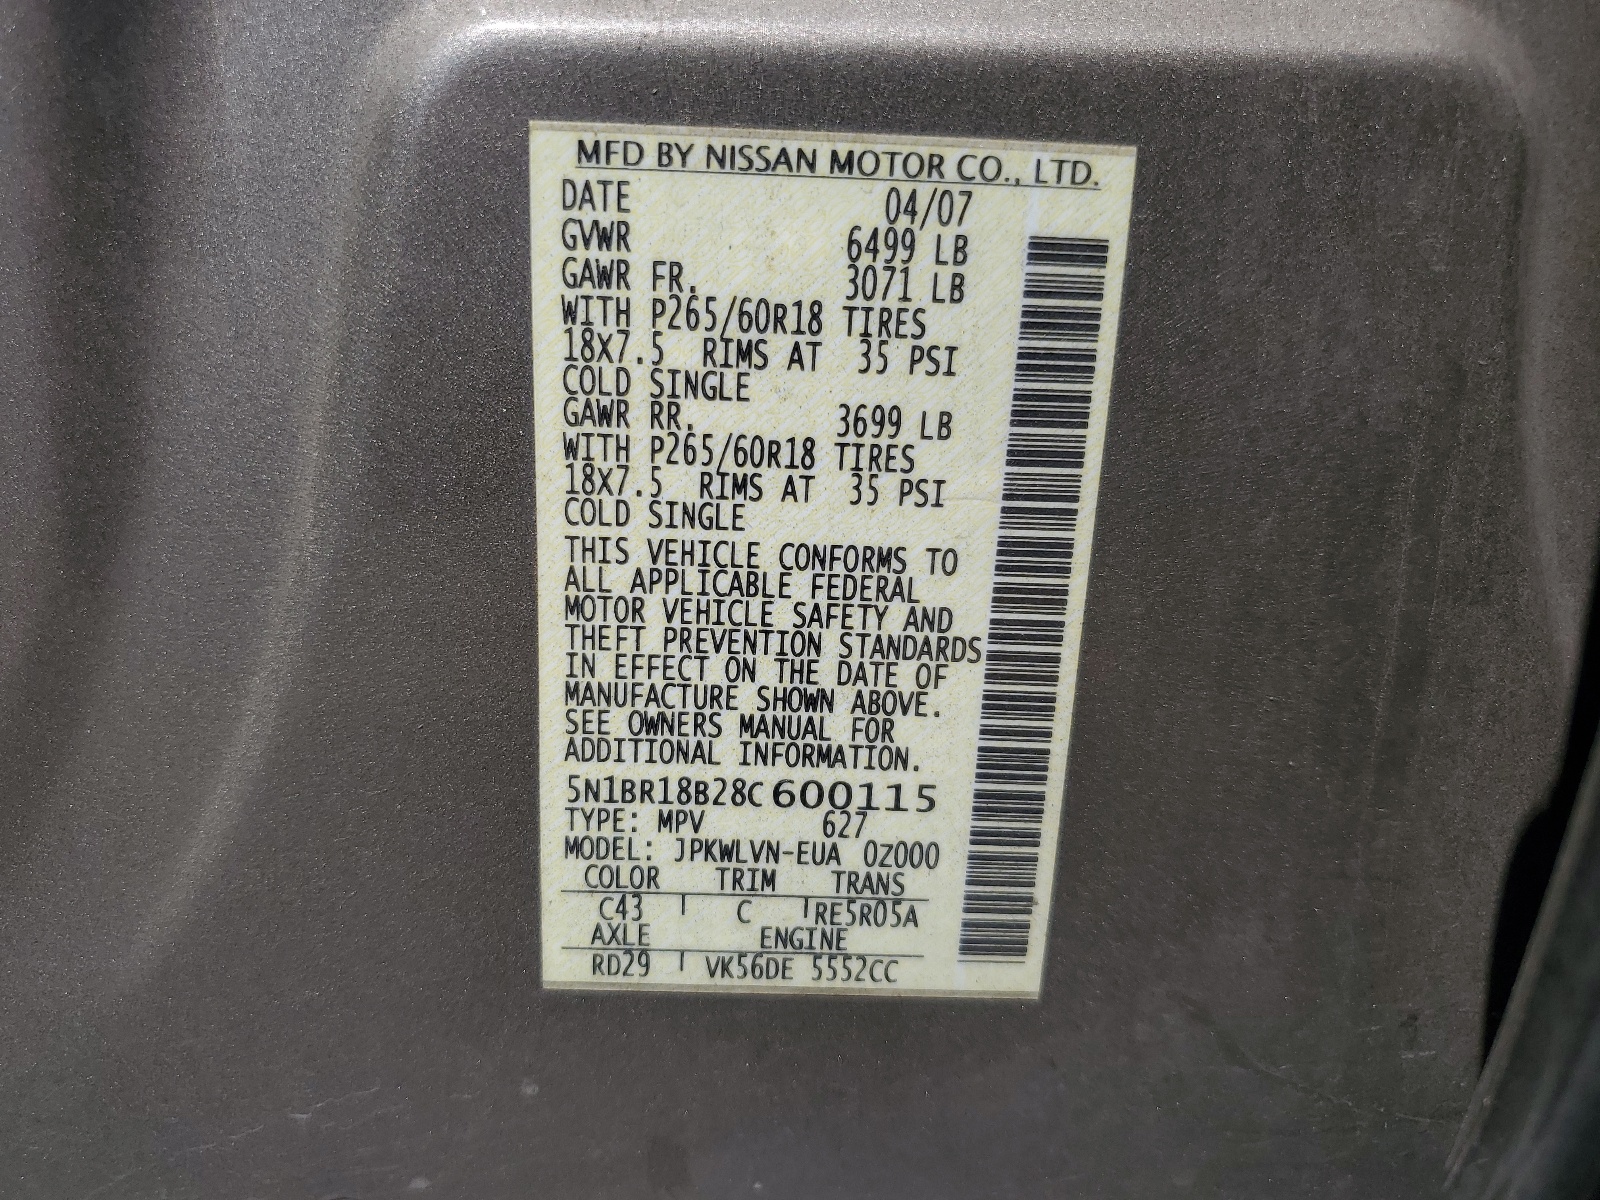 MFD BY NISSAN MOTOR CO., LTD.
DATE 04/07
GVWR 6499 LB
GAWR FR. 3071 LB
WITH P265/60R18 TIRES
18X7.5 RIMS AT 35 PSI
COLD SINGLE
GAWR RR. 3699 LB
WITH P265/60R18 TIRES
18X7.5 RIMS AT 35 PSI
COLD SINGLE
THIS VEHICLE CONFORMS TO
ALL APPLICABLE FEDERAL
MOTOR VEHICLE SAFETY AND
THEFT PREVENTION STANDARDS
IN EFFECT ON THE DATE OF
MANUFACTURE SHOWN ABOVE.
SEE OWNERS MANUAL FOR
ADDITIONAL INFORMATION.
5N1BR18B28C600115
TYPE: MPV 627
MODEL: JPKWLVN-EUA 0Z000
COLOR TRIM TRANS
C43 C RE5R05A
AXLE ENGINE
RD29 VK56DE 5552CC